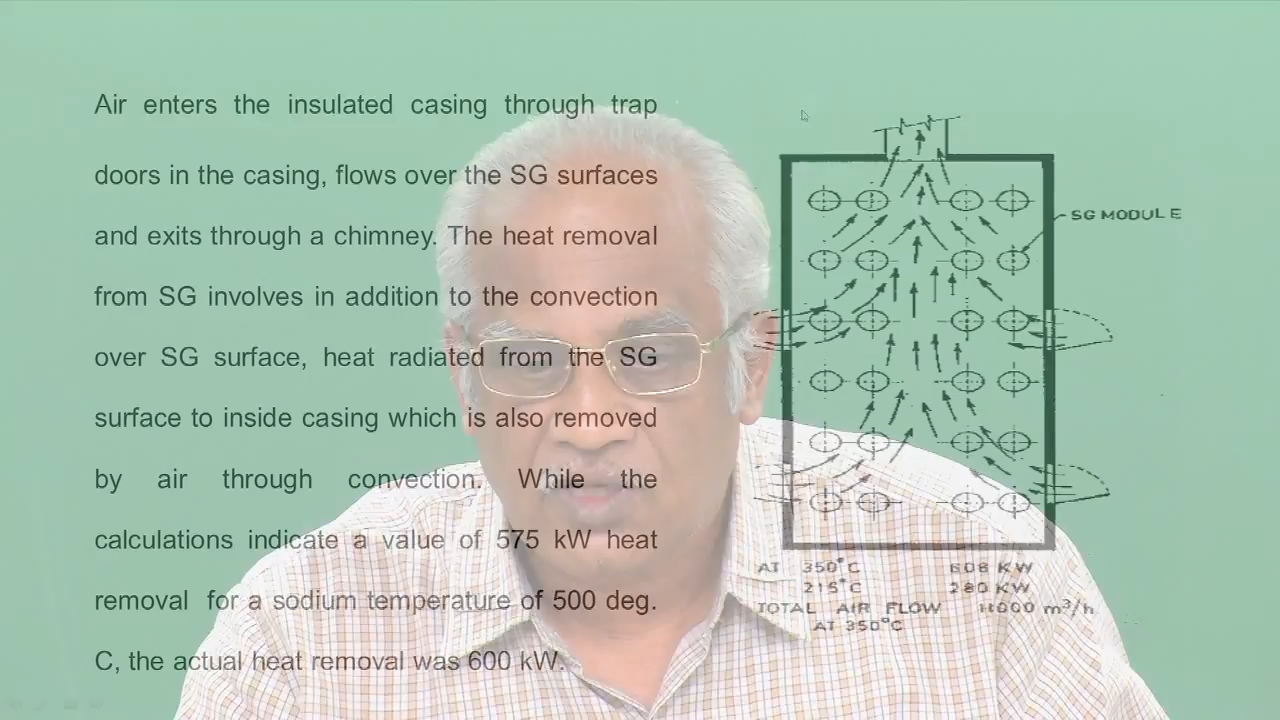 Air enters the insulated casing through trap
doors in the casing, flows over the SG surfaces
and exits through a chimney. The heat removal
from SG involves in addition to the convection
over SG surface, heat radiated from the SG
surface to inside casing which is also removed
by air through convection. While the
calculations indicate a value of 575 kW heat
removal for a sodium temperature of 500 deg.
C, the actual heat removal was 600 kW.
SG MODULE
AT 350°C 608 KW
215°C 280 KW
TOTAL AIR FLOW m³/h
AT 350°C